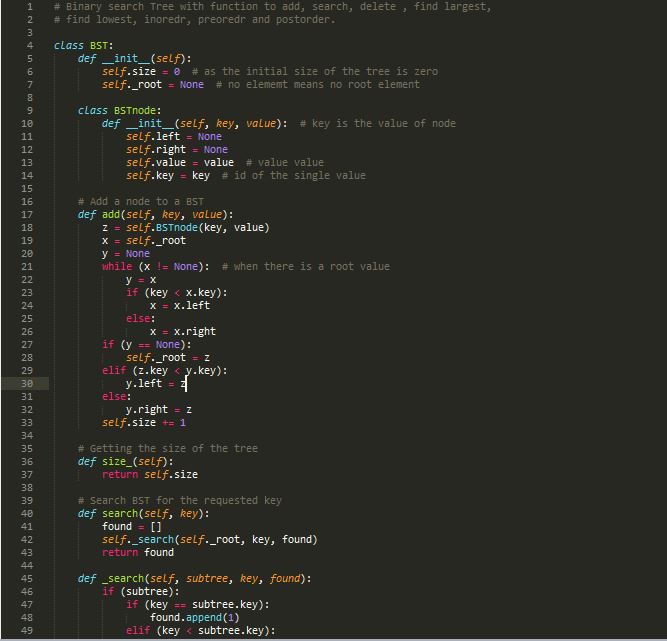 1 # Binary search Tree with function to add, search, delete , find largest,
2 # find lowest, inoredr, preoredr and postorder.
3
4 class BST:
5     def __init__(self):
6         self.size = 0  # as the initial size of the tree is zero
7         self._root = None  # no elememt means no root element
8
9     class BSTnode:
10         def __init__(self, key, value):  # key is the value of node
11             self.left = None
12             self.right = None
13             self.value = value  # value value
14             self.key = key  # id of the single value
15
16     # Add a node to a BST
17     def add(self, key, value):
18         z = self.BSTnode(key, value)
19         x = self._root
20         y = None
21         while (x != None):  # when there is a root value
22             y = x
23             if (key < x.key):
24                 x = x.left
25             else:
26                 x = x.right
27         if (y == None):
28             self._root = z
29         elif (z.key < y.key):
30             y.left = z
31         else:
32             y.right = z
33         self.size += 1
34
35     # Getting the size of the tree
36     def size_(self):
37         return self.size
38
39     # Search BST for the requested key
40     def search(self, key):
41         found = []
42         self._search(self._root, key, found)
43         return found
44
45     def _search(self, subtree, key, found):
46         if (subtree):
47             if (key == subtree.key):
48                 found.append(1)
49             elif (key < subtree.key):